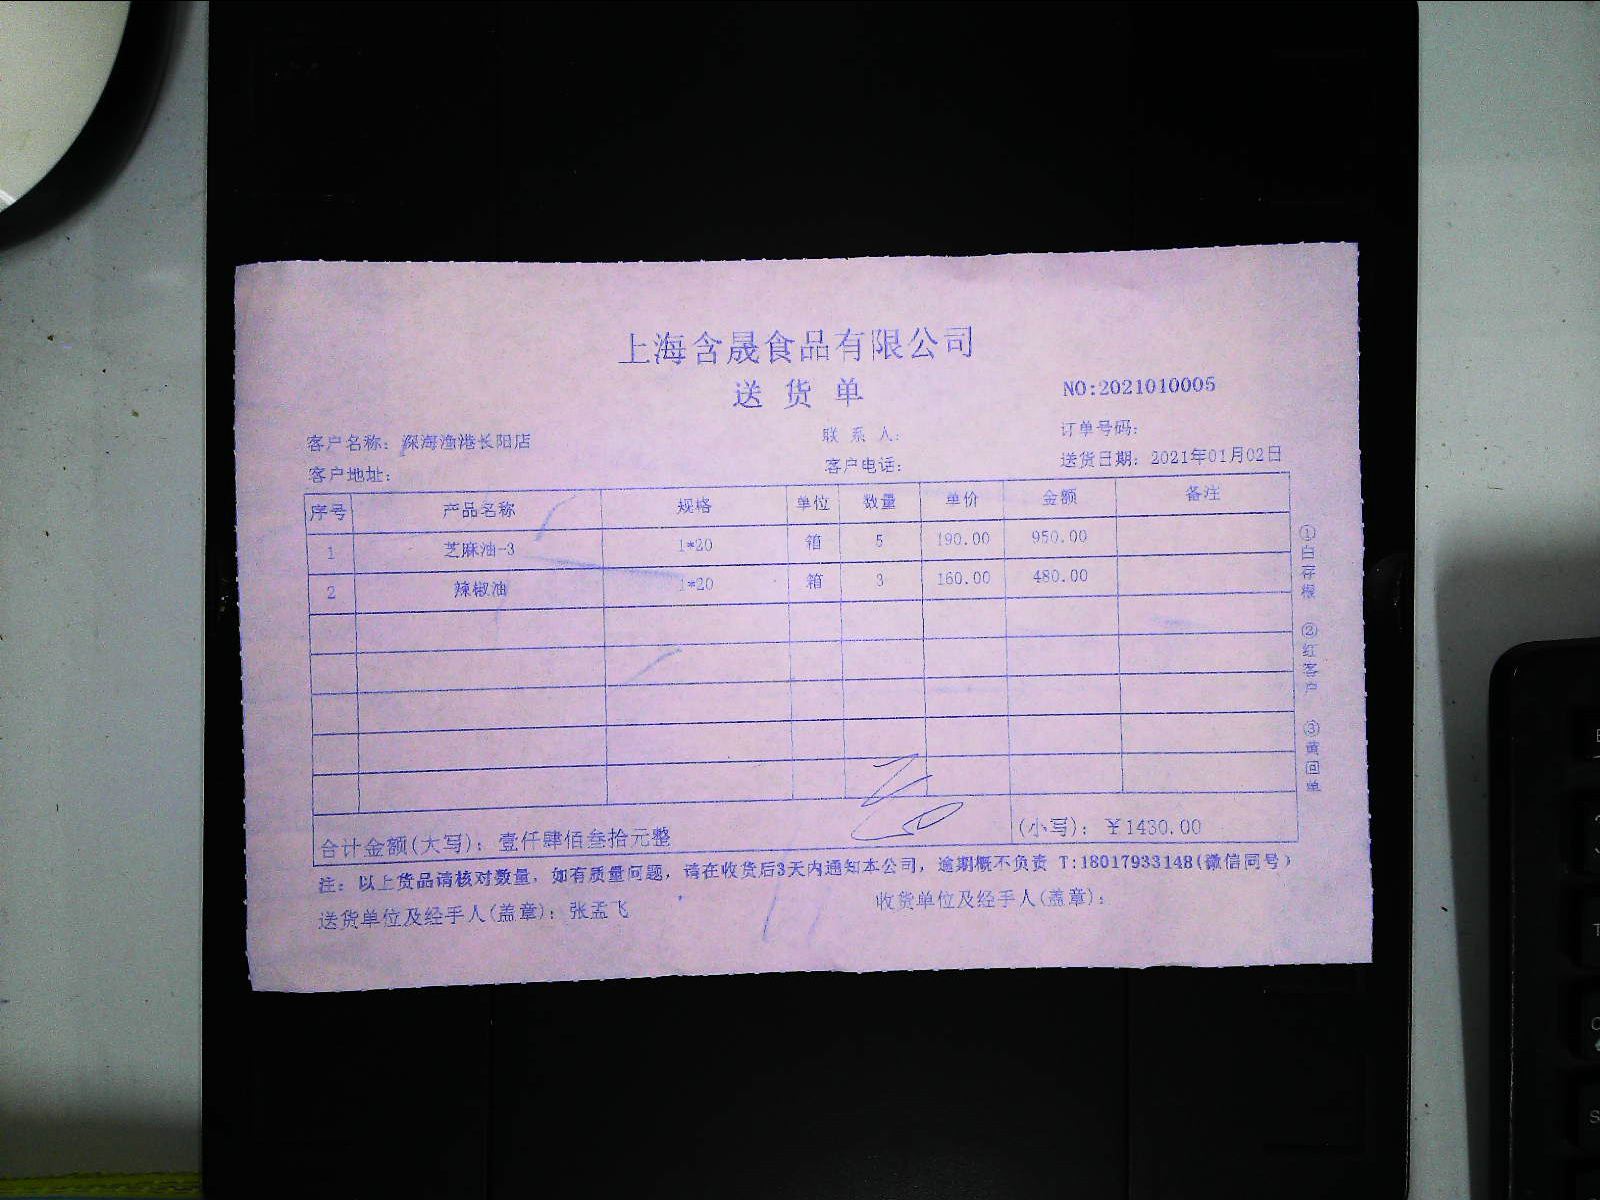 上海含晟食品有限公司
送 货 单
NO:2021010005
客户名称：深海渔港长阳店 联 系 人： 订单号码：
客户地址： 客户电话： 送货日期：2021年01月02日
序号 产品名称 规格 单位 数量 单价 金额 备注
1 芝麻油-3 1*20 箱 5 190.00 950.00
2 辣椒油 1*20 箱 3 160.00 480.00
合计金额(大写)：壹仟肆佰叁拾元整 (小写)：￥1430.00
注：以上货品请核对数量，如有质量问题，请在收货后3天内通知本公司，逾期概不负责 T:18017933148(微信同号)
送货单位及经手人(盖章)：张孟飞 收货单位及经手人(盖章)：
①白存根 ②红客户 ③黄回单